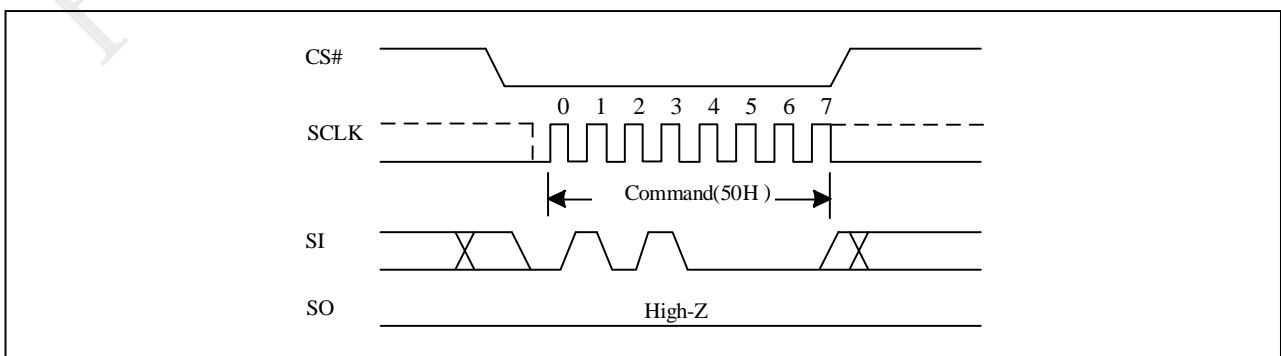 CS#
0 1 2 3 4 5 6 7
SCLK
Command(50H )
SI
SO
High-Z